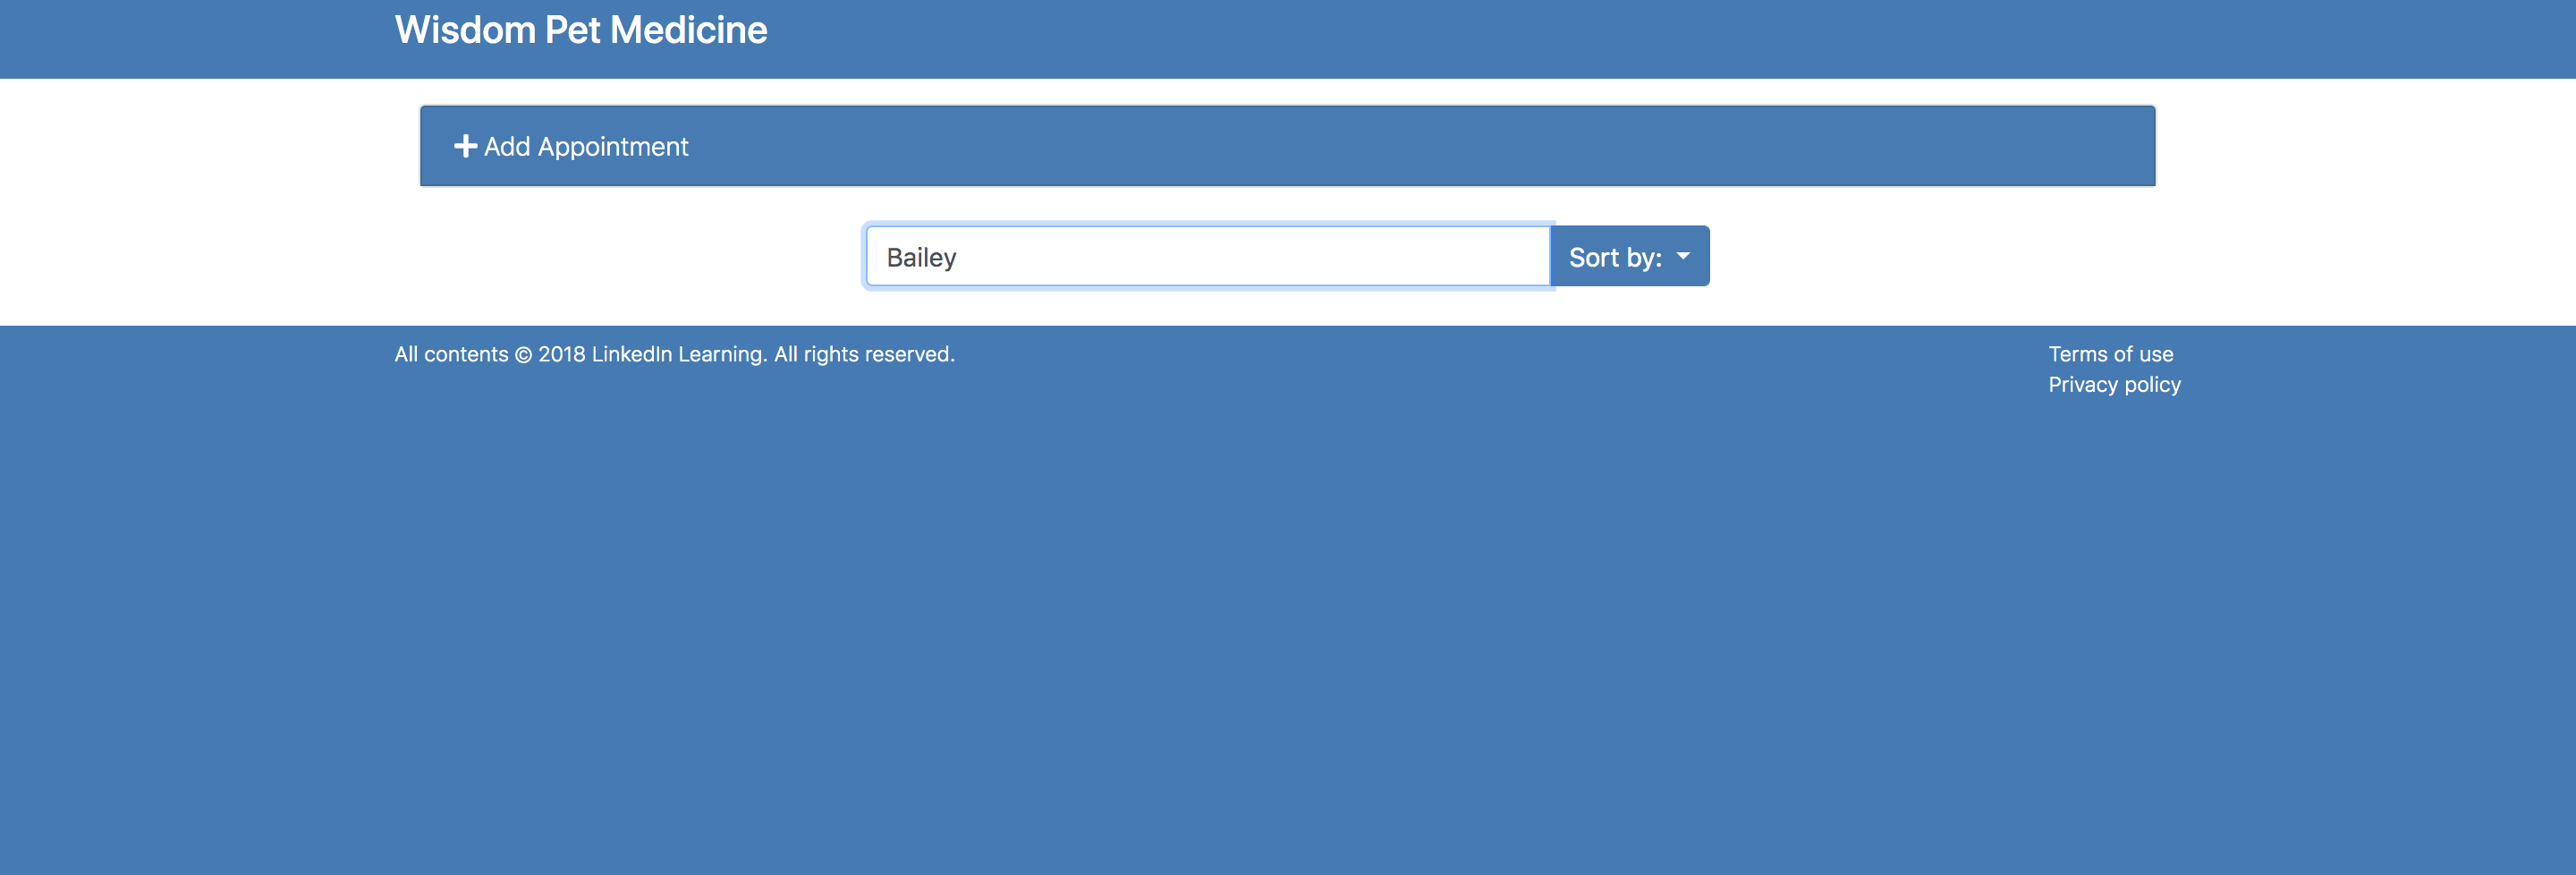 Wisdom Pet Medicine
Add Appointment
Bailey
Sort by:
All contents © 2018 LinkedIn Learning. All rights reserved.
Terms of use
Privacy policy